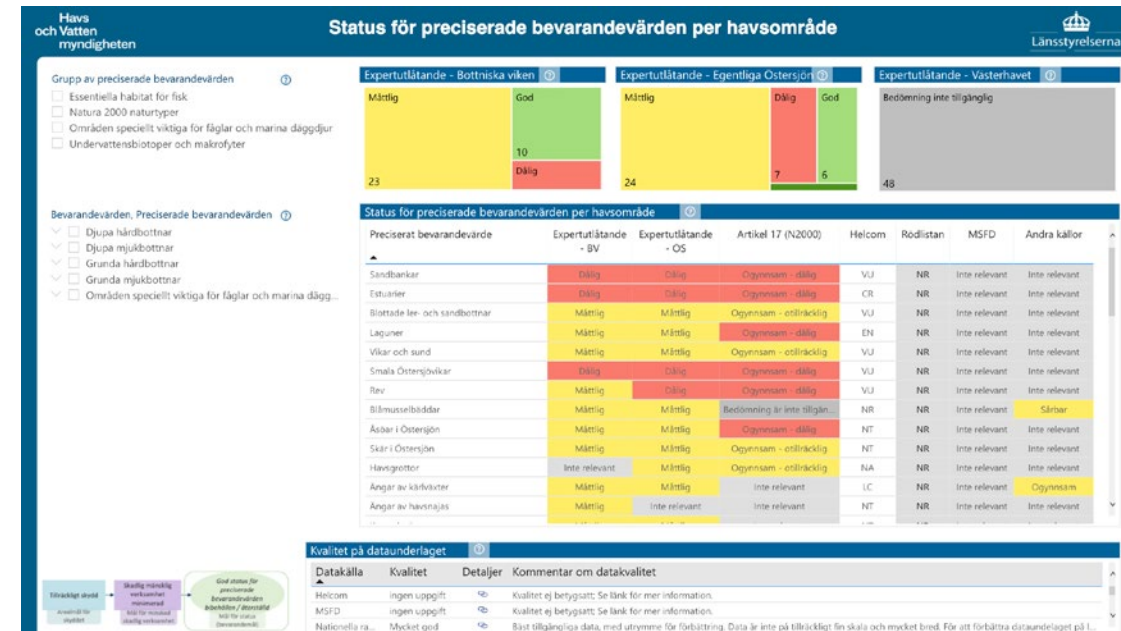 Havs
och Vatten
myndigheten
Status för preciserade bevarandevärden per havsområde
Länsstyrelserna
Grupp av preciserade bevarandevärden
Essentiella habitat för fisk
Natura 2000 naturtyper
Områden speciellt viktiga för fåglar och marina däggdjur
Undervattensbiotoper och makrofyter
Expertutlåtande - Bottniska viken
Måttlig
God
10
Dålig
23
Expertutlåtande - Egentliga Östersjön
Måttlig
Dålig
God
7
6
24
Expertutlåtande - Västerhavet
Bedömning inte tillgänglig
48
Bevarandevärden, Preciserade bevarandevärden
Djupa hårdbottnar
Djupa mjukbottnar
Grunda hårdbottnar
Grunda mjukbottnar
Områden speciellt viktiga för fåglar och marina dägg...
Status för preciserade bevarandevärden per havsområde
Preciserat bevarandevärde Expertutlåtande - BV Expertutlåtande - OS Artikel 17 (N2000) Helcom Rödlistan MSFD Andra källor
Sandbankar Dålig Dålig Ogynnsam - dålig VU NR Inte relevant Inte relevant
Estuarier Dålig Dålig Ogynnsam - dålig CR NR Inte relevant Inte relevant
Blottade ler- och sandbottnar Måttlig Måttlig Ogynnsam - otillräcklig VU NR Inte relevant Inte relevant
Laguner Måttlig Måttlig Ogynnsam - dålig EN NR Inte relevant Inte relevant
Vikar och sund Måttlig Måttlig Ogynnsam - otillräcklig VU NR Inte relevant Inte relevant
Smala Östersjövikar Dålig Dålig Ogynnsam - dålig VU NR Inte relevant Inte relevant
Rev Måttlig Dålig Ogynnsam - dålig VU NR Inte relevant Inte relevant
Blåmusselbäddar Måttlig Måttlig Bedömning är inte tillgän... NR NR Inte relevant Sårbar
Åsöar i Östersjön Måttlig Måttlig Ogynnsam - dålig NT NR Inte relevant Inte relevant
Skär i Östersjön Måttlig Måttlig Ogynnsam - otillräcklig NT NR Inte relevant Inte relevant
Havsgrottor Inte relevant Måttlig Ogynnsam - otillräcklig NA NR Inte relevant Inte relevant
Ängar av kärlväxter Måttlig Måttlig Inte relevant LC NR Inte relevant Ogynnsam
Ängar av havsnajas Måttlig Inte relevant Inte relevant NT NR Inte relevant Inte relevant
Kvalitet på dataunderlaget
Datakälla Kvalitet Detaljer Kommentar om datakvalitet
Helcom ingen uppgift Kvalitet ej betygsatt; Se länk för mer information.
MSFD ingen uppgift Kvalitet ej betygsatt; Se länk för mer information.
Nationella ra... Mycket god Bäst tillgängliga data, med utrymme för förbättring. Data är inte på tillräckligt fin skala och mycket bred. För att förbättra dataundelaget på l...
Tillräckligt skydd
Skadlig mänsklig
verksamhet
minimerad
Mål för minskad
skadlig verksamhet
God status för
preciserade
bevarandevärden
bibehållen / återställd
Mål för status
(bevarandemål)